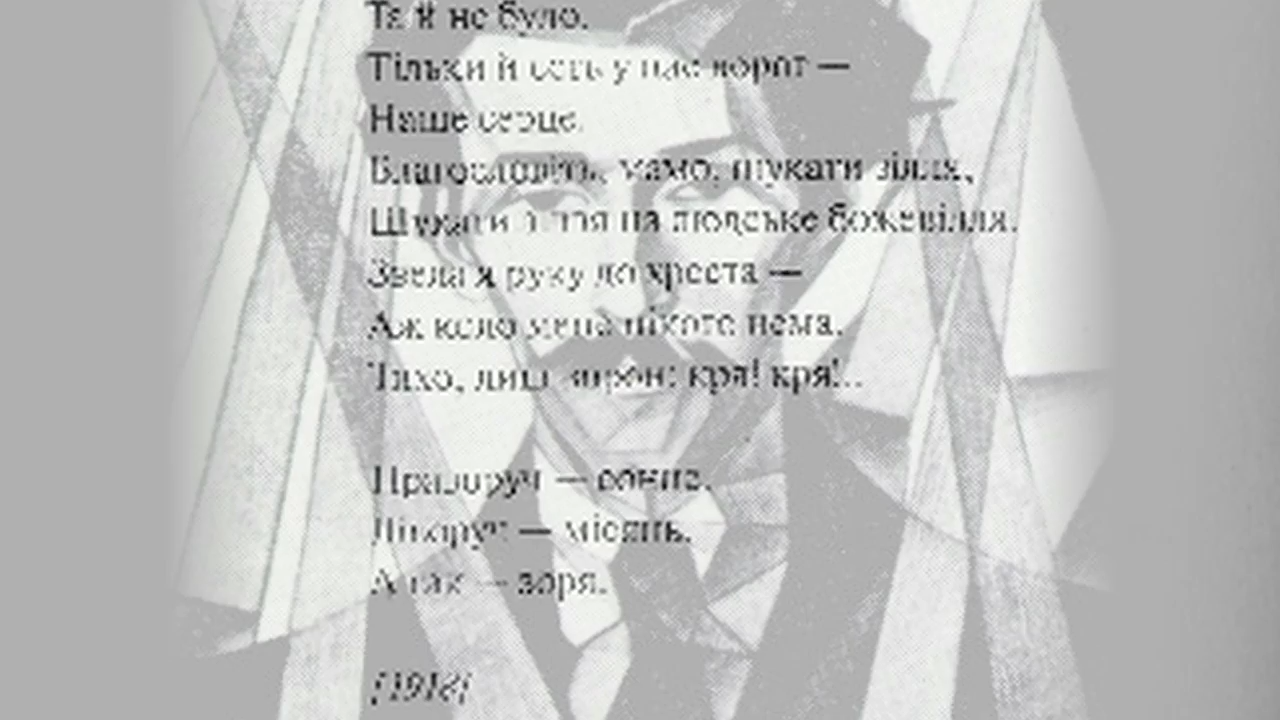 Та й не було.
Тільки й єсть у нас ворог —
Наше серце.
Благословіть, мамо, шукати зілля,
Шукати зілля на людське божевілля.
Звела я руку до хреста —
Аж коло мене нікого нема.
Тихо, лиш ворон: кря! кря!..
Праворуч — сонце.
Ліворуч — місяць.
А так — зоря.
[1918]